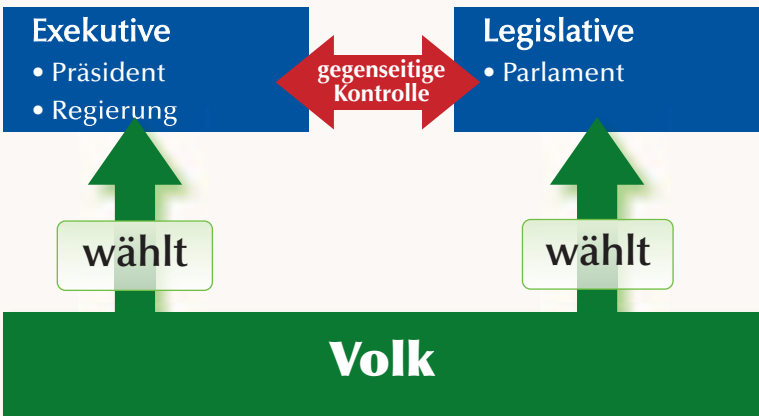 Exekutive
• Präsident
• Regierung
gegenseitige
Kontrolle
Legislative
• Parlament
wählt
wählt
Volk